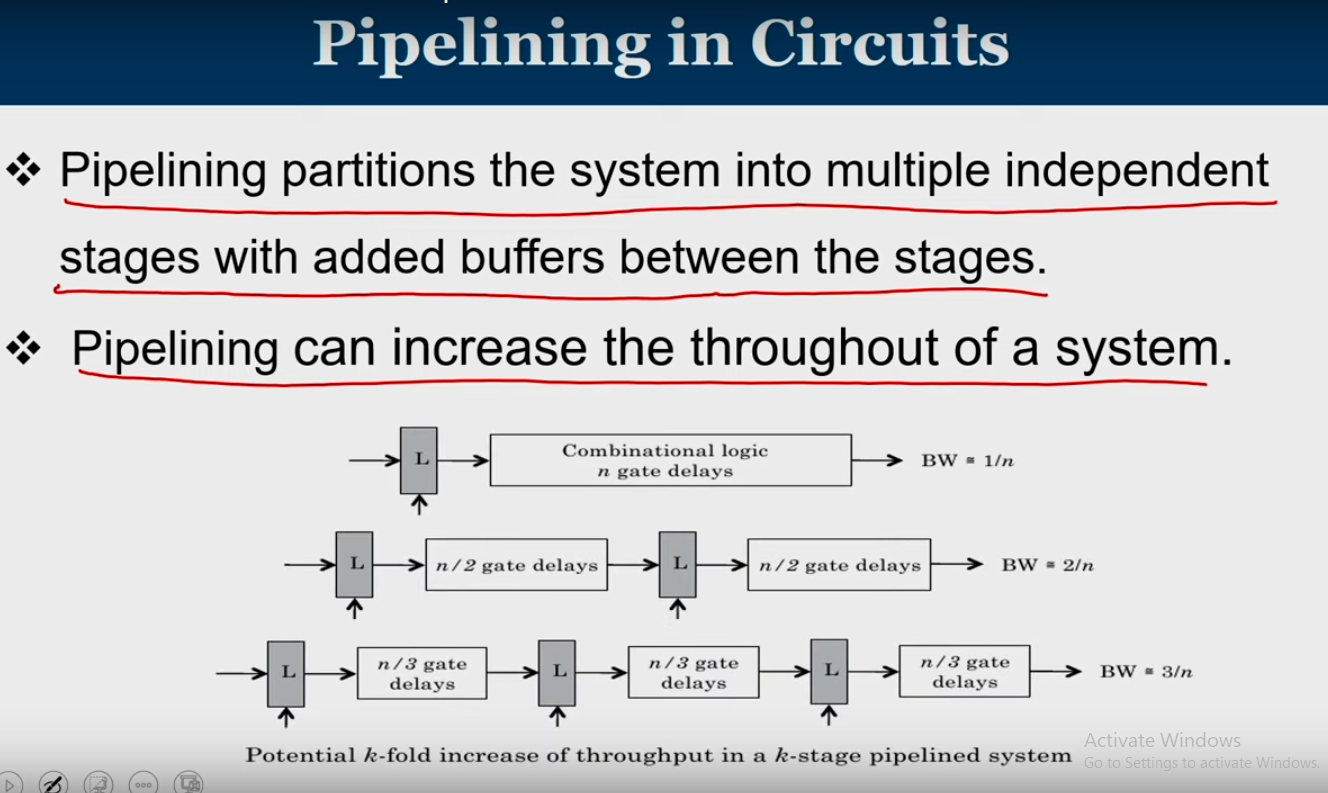 Pipelining in Circuits
❖ Pipelining partitions the system into multiple independent
stages with added buffers between the stages.
❖ Pipelining can increase the throughout of a system.
L
Combinational logic
n gate delays
BW ≅ 1/n
L
n/2 gate delays
L
n/2 gate delays
BW ≅ 2/n
L
n/3 gate
delays
L
n/3 gate
delays
L
n/3 gate
delays
BW ≅ 3/n
Potential k-fold increase of throughput in a k-stage pipelined system
Activate Windows
Go to Settings to activate Windows.